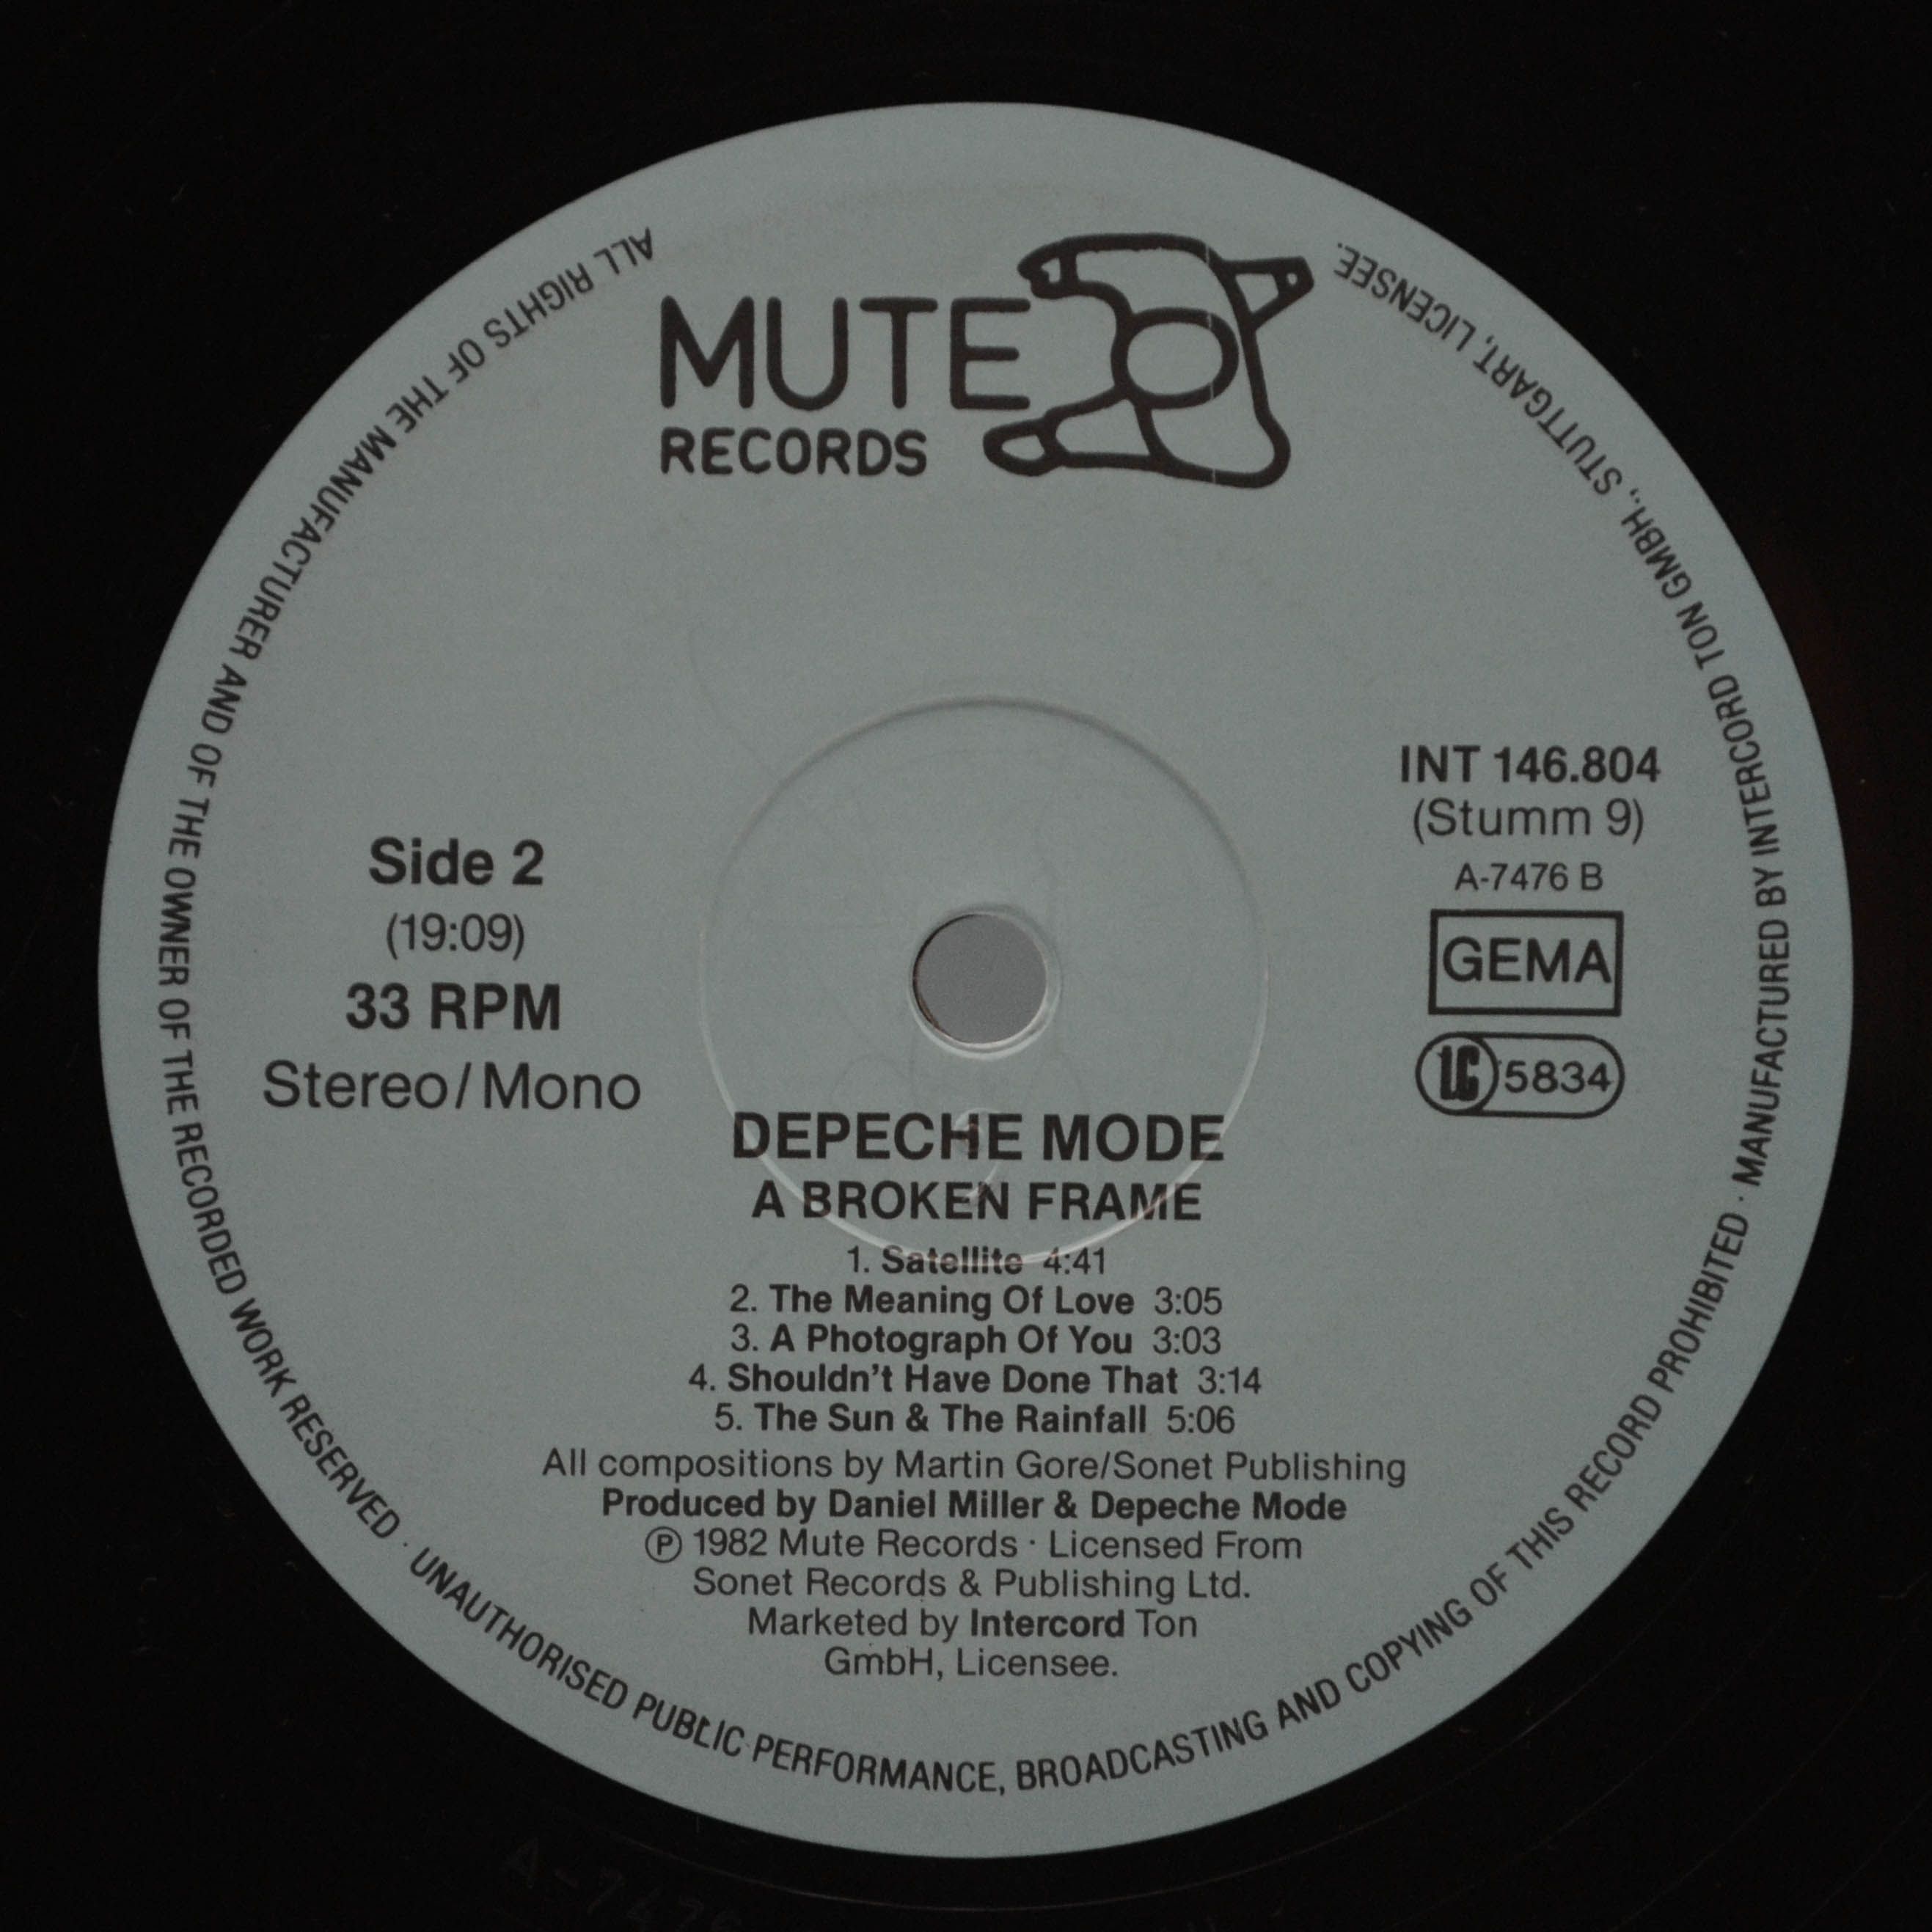 MUTE
RECORDS
INT 146.804
(Stumm 9)
A-7476 B
GEMA
LC 5834
Side 2
(19:09)
33 RPM
Stereo/Mono
DEPECHE MODE
A BROKEN FRAME
1. Satellite 4:41
2. The Meaning Of Love 3:05
3. A Photograph Of You 3:03
4. Shouldn't Have Done That 3:14
5. The Sun & The Rainfall 5:06
All compositions by Martin Gore/Sonet Publishing
Produced by Daniel Miller & Depeche Mode
℗ 1982 Mute Records · Licensed From
Sonet Records & Publishing Ltd.
Marketed by Intercord Ton
GmbH, Licensee.
ALL RIGHTS OF THE MANUFACTURER AND OF THE OWNER OF THE RECORDED WORK RESERVED · UNAUTHORISED PUBLIC PERFORMANCE, BROADCASTING AND COPYING OF THIS RECORD PROHIBITED · MANUFACTURED BY INTERCORD TON GMBH., STUTTGART, LICENSEE.